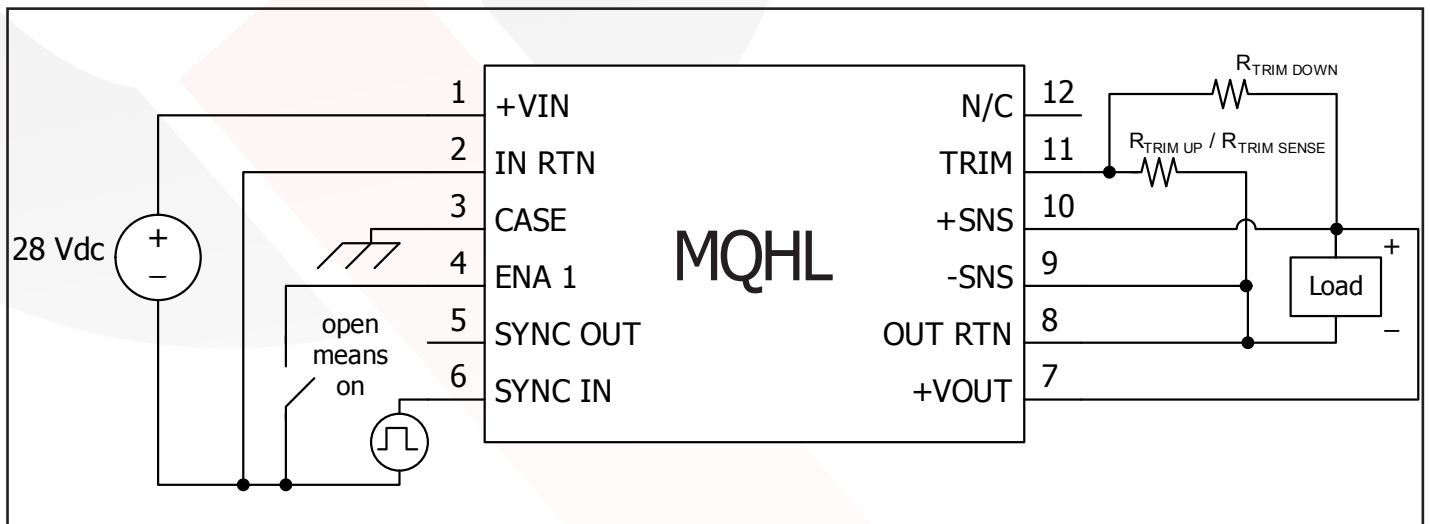 28 Vdc
+
–
open
means
on
1
2
3
4
5
6
+VIN
IN RTN
CASE
ENA 1
SYNC OUT
SYNC IN
MQHL
N/C
TRIM
+SNS
-SNS
OUT RTN
+VOUT
12
11
10
9
8
7
RTRIM DOWN
RTRIM UP / RTRIM SENSE
+
Load
–